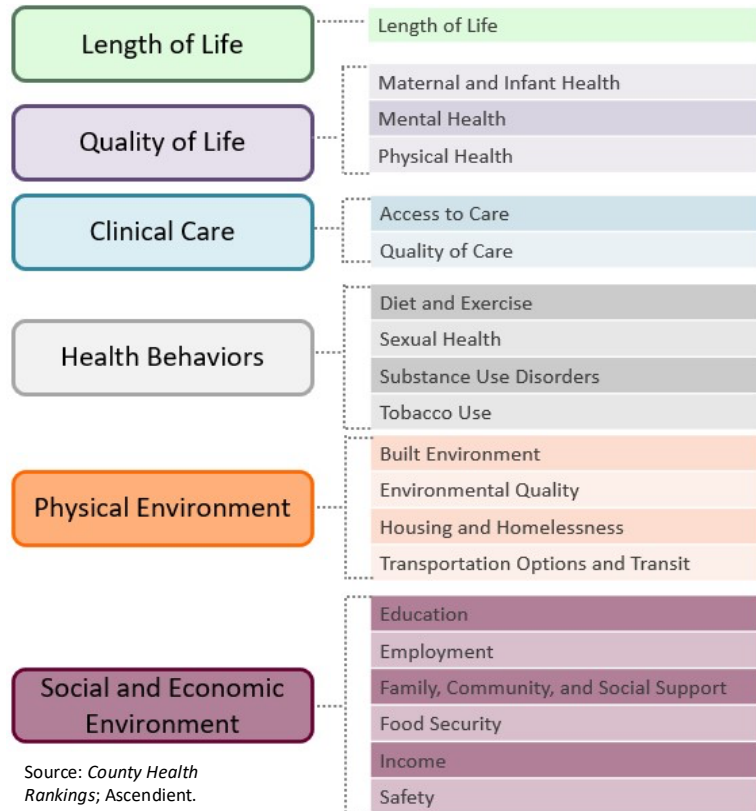 Length of Life
Length of Life
Quality of Life
Maternal and Infant Health
Mental Health
Physical Health
Clinical Care
Access to Care
Quality of Care
Health Behaviors
Diet and Exercise
Sexual Health
Substance Use Disorders
Tobacco Use
Physical Environment
Built Environment
Environmental Quality
Housing and Homelessness
Transportation Options and Transit
Social and Economic
Environment
Education
Employment
Family, Community, and Social Support
Food Security
Income
Safety
Source: County Health
Rankings; Ascendient.